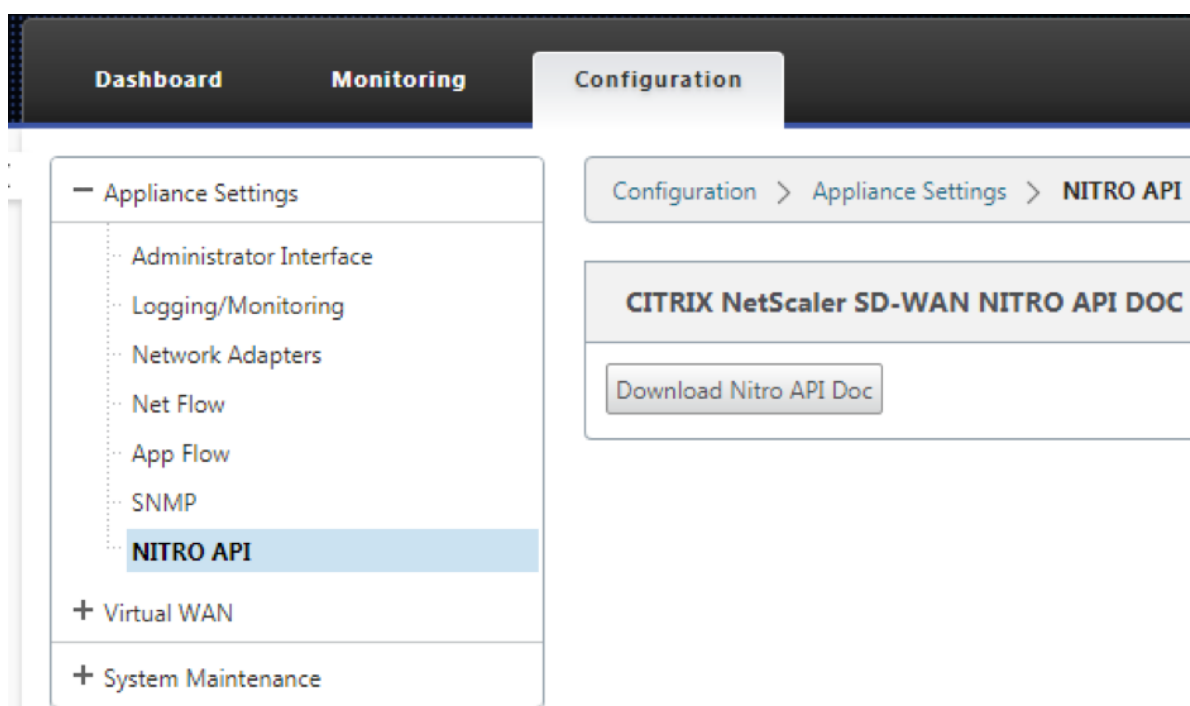 Dashboard Monitoring Configuration
− Appliance Settings
Administrator Interface
Logging/Monitoring
Network Adapters
Net Flow
App Flow
SNMP
NITRO API
+ Virtual WAN
+ System Maintenance
Configuration > Appliance Settings > NITRO API
CITRIX NetScaler SD-WAN NITRO API DOC
Download Nitro API Doc